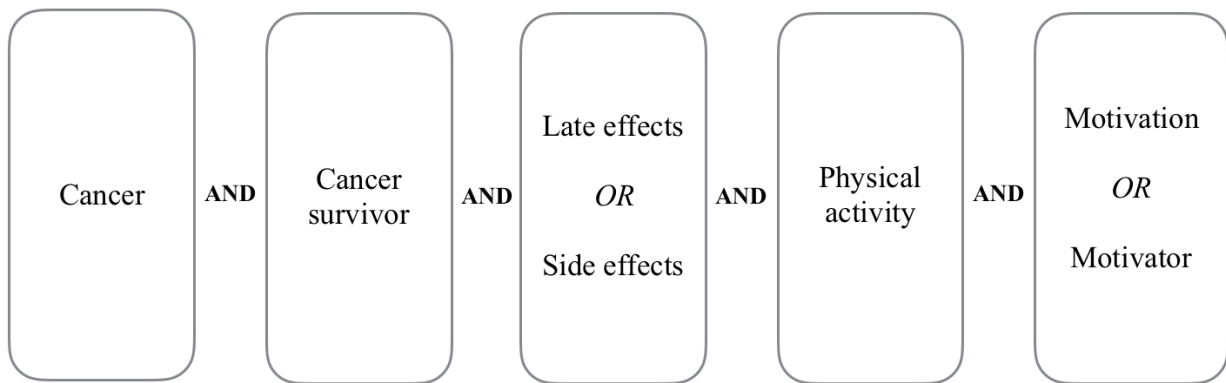 Cancer
AND
Cancer
survivor
AND
Late effects
OR
Side effects
AND
Physical
activity
AND
Motivation
OR
Motivator